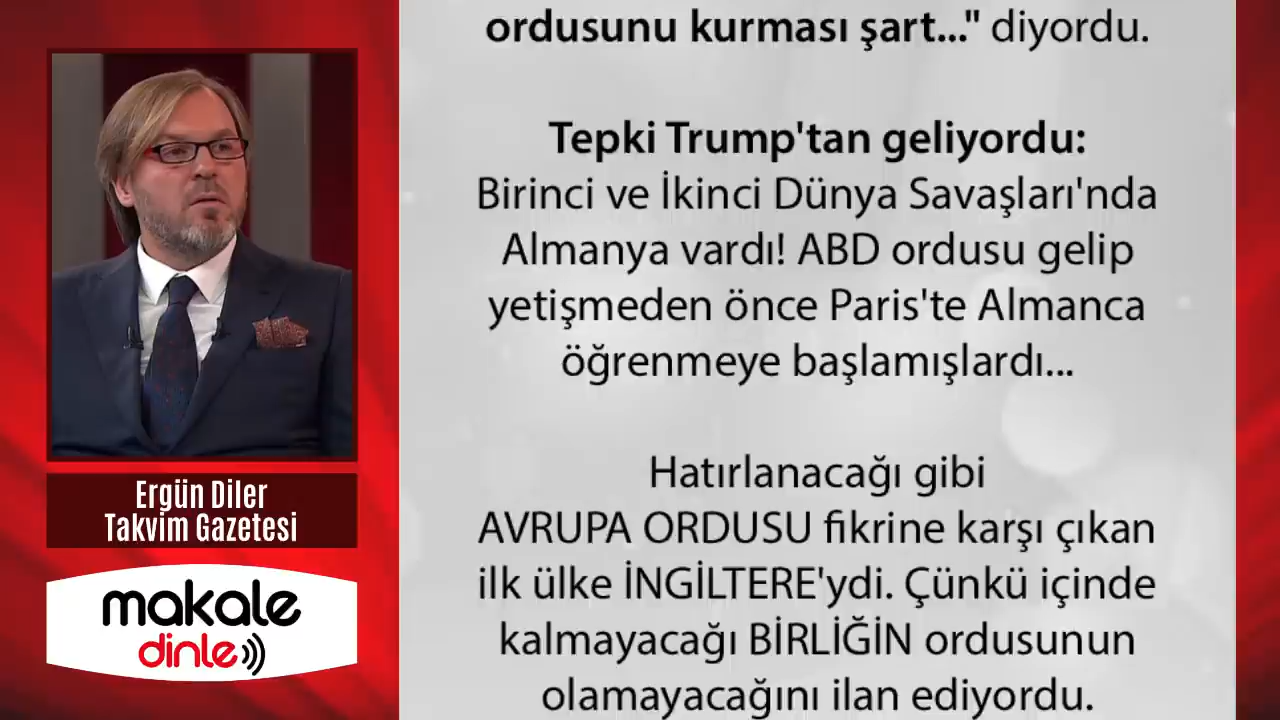 ordusunu kurması şart..." diyordu.
Tepki Trump'tan geliyordu:
Birinci ve İkinci Dünya Savaşları'nda
Almanya vardı! ABD ordusu gelip
yetişmeden önce Paris'te Almanca
öğrenmeye başlamışlardı...
Hatırlanacağı gibi
AVRUPA ORDUSU fikrine karşı çıkan
ilk ülke İNGİLTERE'ydi. Çünkü içinde
kalmayacağı BİRLİĞİN ordusunun
olamayacağını ilan ediyordu.
Ergün Diler
Takvim Gazetesi
makale
dinle